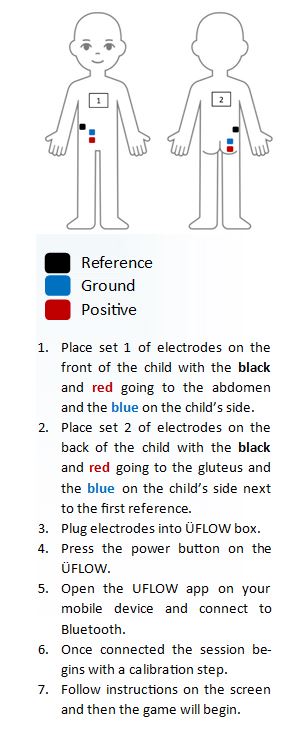 1
2
Reference
Ground
Positive
1. Place set 1 of electrodes on the
front of the child with the black
and red going to the abdomen
and the blue on the child's side.
2. Place set 2 of electrodes on the
back of the child with the black
and red going to the gluteus and
the blue on the child's side next
to the first reference.
3. Plug electrodes into ÜFLOW box.
4. Press the power button on the
ÜFLOW.
5. Open the UFLOW app on your
mobile device and connect to
Bluetooth.
6. Once connected the session be-
gins with a calibration step.
7. Follow instructions on the screen
and then the game will begin.